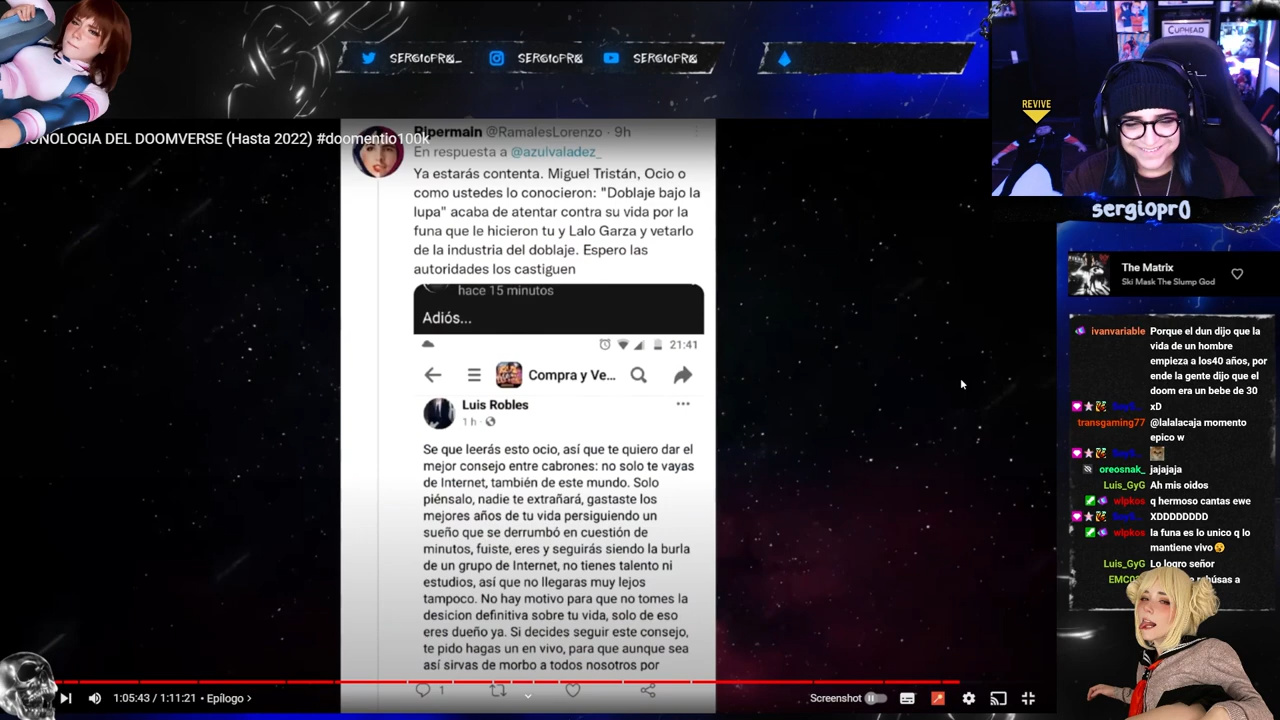 SERGIOPR0_
SERGIOPR0
SERGIOPR0
NOLOGIA DEL DOOMVERSE (Hasta 2022) #doomentio100k
Ripermain @RamalesLorenzo · 9h
En respuesta a @azulvaladez_
Ya estarás contenta. Miguel Tristán, Ocio o
como ustedes lo conocieron: "Doblaje bajo la
lupa" acaba de atentar contra su vida por la
funa que le hicieron tu y Lalo Garza y vetarlo
de la industria del doblaje. Espero las
autoridades los castiguen
hace 15 minutos
Adiós...
21:41
Compra y Ve...
Luis Robles
1 h
Se que leerás esto ocio, así que te quiero dar el
mejor consejo entre cabrones: no solo te vayas
de Internet, también de este mundo. Solo
piénsalo, nadie te extrañará, gastaste los
mejores años de tu vida persiguiendo un
sueño que se derrumbó en cuestión de
minutos, fuiste, eres y seguirás siendo la burla
de un grupo de Internet, no tienes talento ni
estudios, así que no llegaras muy lejos
tampoco. No hay motivo para que no tomes la
desicion definitiva sobre tu vida, solo de eso
eres dueño ya. Si decides seguir este consejo,
te pido hagas un en vivo, para que aunque sea
así sirvas de morbo a todos nosotros por
1
1:05:43 / 1:11:21 • Epílogo >
Screenshot
CUPHEAD
REVIVE
sergiopr0
The Matrix
Ski Mask The Slump God
ivanvariable Porque el dun dijo que la
vida de un hombre
empieza a los40 años, por
ende la gente dijo que el
doom era un bebe de 30
xD
transgaming77 @lalalacaja momento
epico w
oreosnak_ jajajaja
Luis_GyG Ah mis oidos
wlpkos q hermoso cantas ewe
XDDDDDDDD
wlpkos la funa es lo unico q lo
mantiene vivo
Luis_GyG Lo logro señor
a